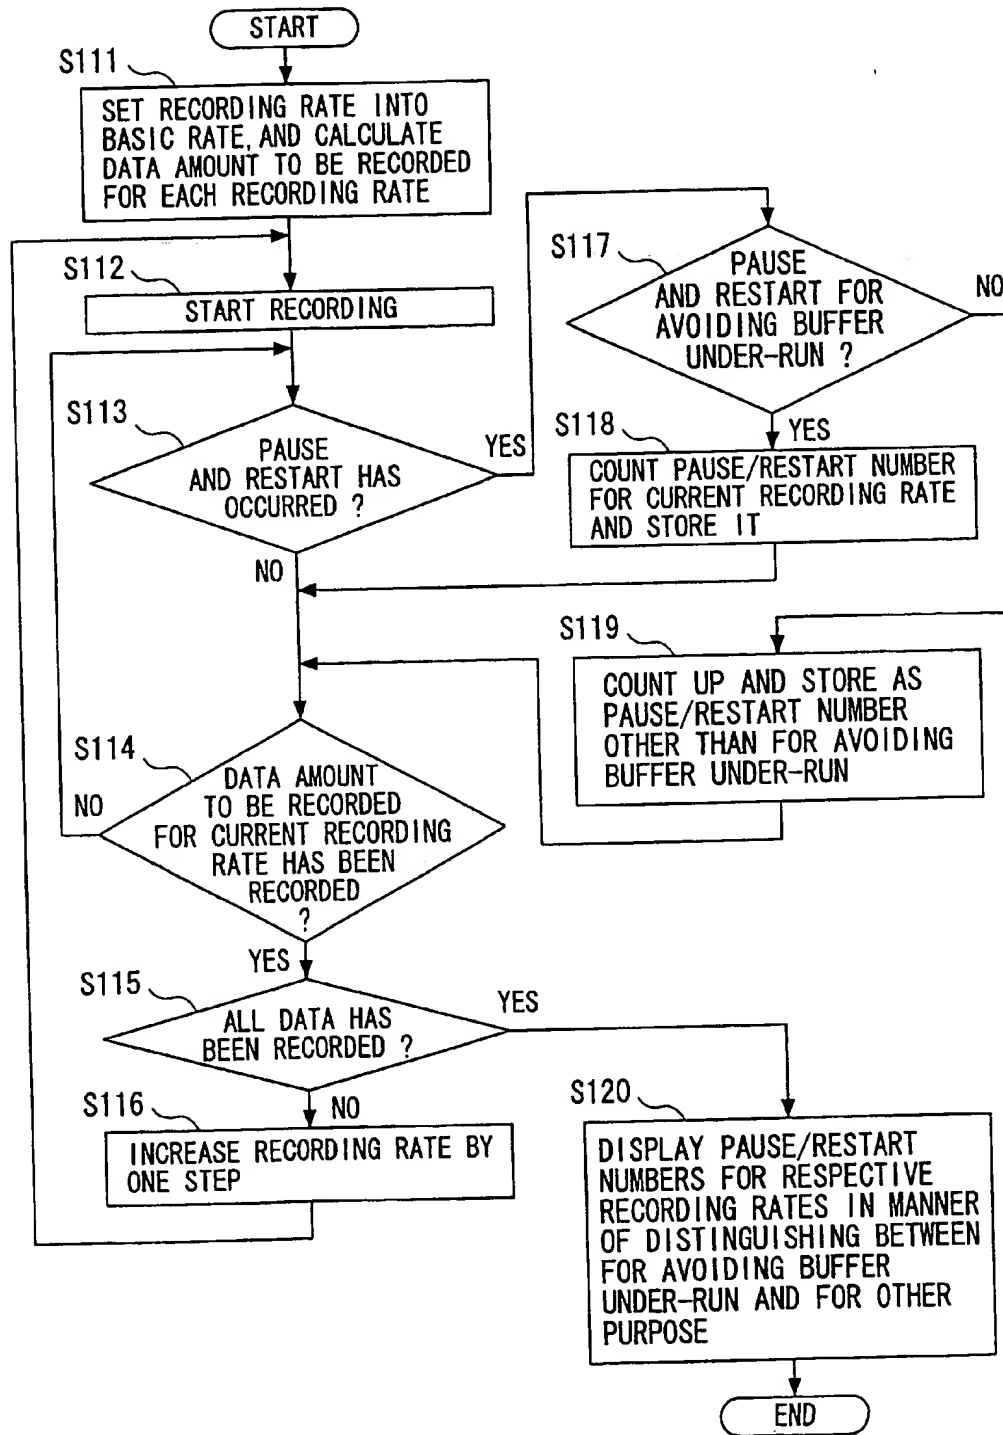 START
S111
SET RECORDING RATE INTO
BASIC RATE, AND CALCULATE
DATA AMOUNT TO BE RECORDED
FOR EACH RECORDING RATE
S112
START RECORDING
S113
PAUSE
AND RESTART HAS
OCCURRED ?
YES
NO
S117
PAUSE
AND RESTART FOR
AVOIDING BUFFER
UNDER-RUN ?
NO
YES
S118
COUNT PAUSE/RESTART NUMBER
FOR CURRENT RECORDING RATE
AND STORE IT
S119
COUNT UP AND STORE AS
PAUSE/RESTART NUMBER
OTHER THAN FOR AVOIDING
BUFFER UNDER-RUN
S114
DATA AMOUNT
TO BE RECORDED
FOR CURRENT RECORDING
RATE HAS BEEN
RECORDED
?
NO
YES
S115
ALL DATA HAS
BEEN RECORDED ?
YES
NO
S116
INCREASE RECORDING RATE BY
ONE STEP
S120
DISPLAY PAUSE/RESTART
NUMBERS FOR RESPECTIVE
RECORDING RATES IN MANNER
OF DISTINGUISHING BETWEEN
FOR AVOIDING BUFFER
UNDER-RUN AND FOR OTHER
PURPOSE
END